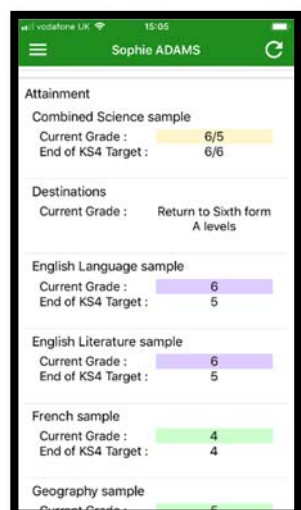 vodafone UK 15:05
Sophie ADAMS
Attainment
Combined Science sample
Current Grade : 6/5
End of KS4 Target : 6/6
Destinations
Current Grade : Return to Sixth form
A levels
English Language sample
Current Grade : 6
End of KS4 Target : 5
English Literature sample
Current Grade : 6
End of KS4 Target : 5
French sample
Current Grade : 4
End of KS4 Target : 4
Geography sample
Current Grade : 5